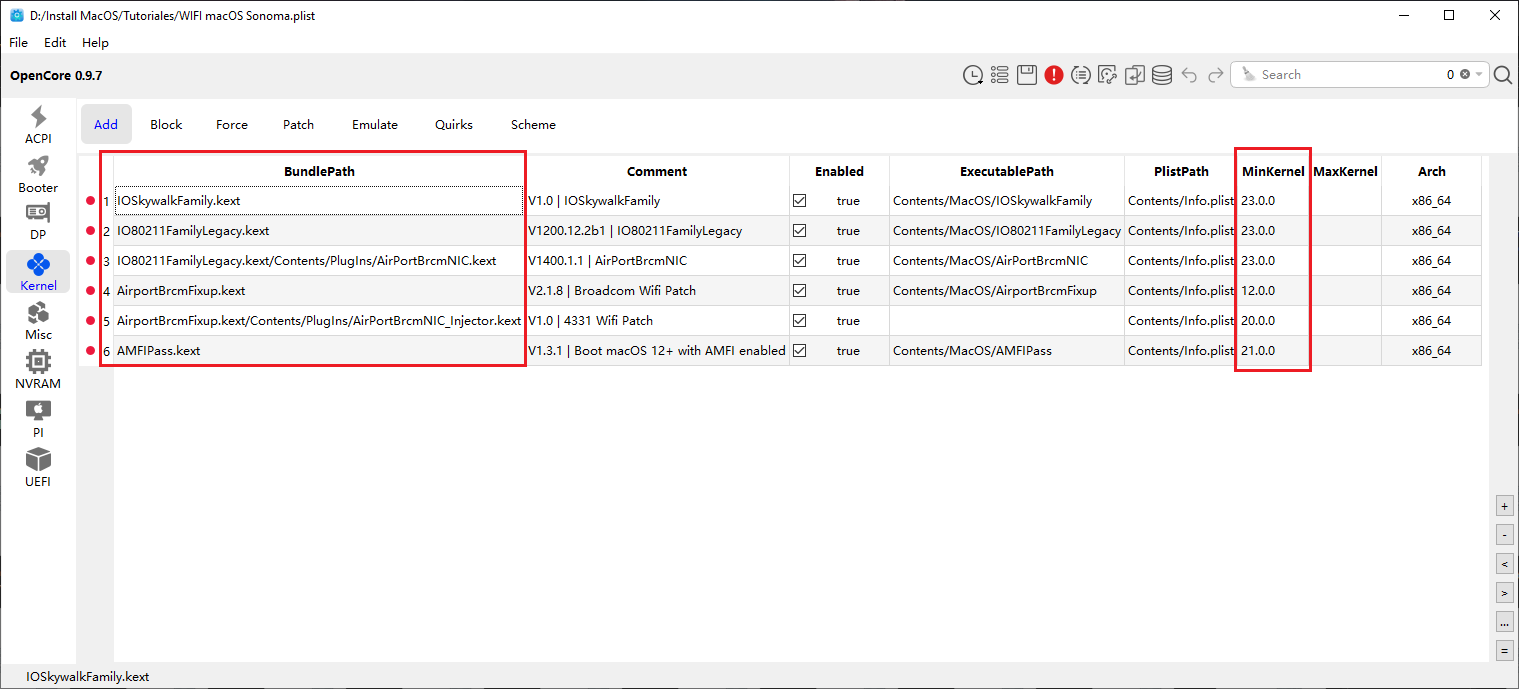 D:/Install MacOS/Tutoriales/WIFI macOS Sonoma.plist
File Edit Help
OpenCore 0.9.7
Search 0
ACPI
Booter
DP
Kernel
Misc
NVRAM
PI
UEFI
Add Block Force Patch Emulate Quirks Scheme
BundlePath Comment Enabled ExecutablePath PlistPath MinKernel MaxKernel Arch
1 IOSkywalkFamily.kext V1.0 | IOSkywalkFamily true Contents/MacOS/IOSkywalkFamily Contents/Info.plist 23.0.0 x86_64
2 IO80211FamilyLegacy.kext V1200.12.2b1 | IO80211FamilyLegacy true Contents/MacOS/IO80211FamilyLegacy Contents/Info.plist 23.0.0 x86_64
3 IO80211FamilyLegacy.kext/Contents/PlugIns/AirPortBrcmNIC.kext V1400.1.1 | AirPortBrcmNIC true Contents/MacOS/AirPortBrcmNIC Contents/Info.plist 23.0.0 x86_64
4 AirportBrcmFixup.kext V2.1.8 | Broadcom Wifi Patch true Contents/MacOS/AirportBrcmFixup Contents/Info.plist 12.0.0 x86_64
5 AirportBrcmFixup.kext/Contents/PlugIns/AirPortBrcmNIC_Injector.kext V1.0 | 4331 Wifi Patch true Contents/Info.plist 20.0.0 x86_64
6 AMFIPass.kext V1.3.1 | Boot macOS 12+ with AMFI enabled true Contents/MacOS/AMFIPass Contents/Info.plist 21.0.0 x86_64
+
-
<
>
...
=
IOSkywalkFamily.kext